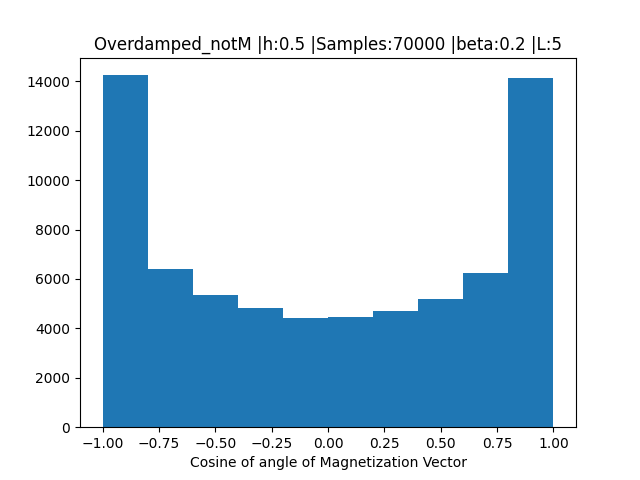 Overdamped_notM |h:0.5 |Samples:70000 |beta:0.2 |L:5
14000
12000
10000
8000
6000
4000
2000
0
−1.00 −0.75 −0.50 −0.25 0.00 0.25 0.50 0.75 1.00
Cosine of angle of Magnetization Vector